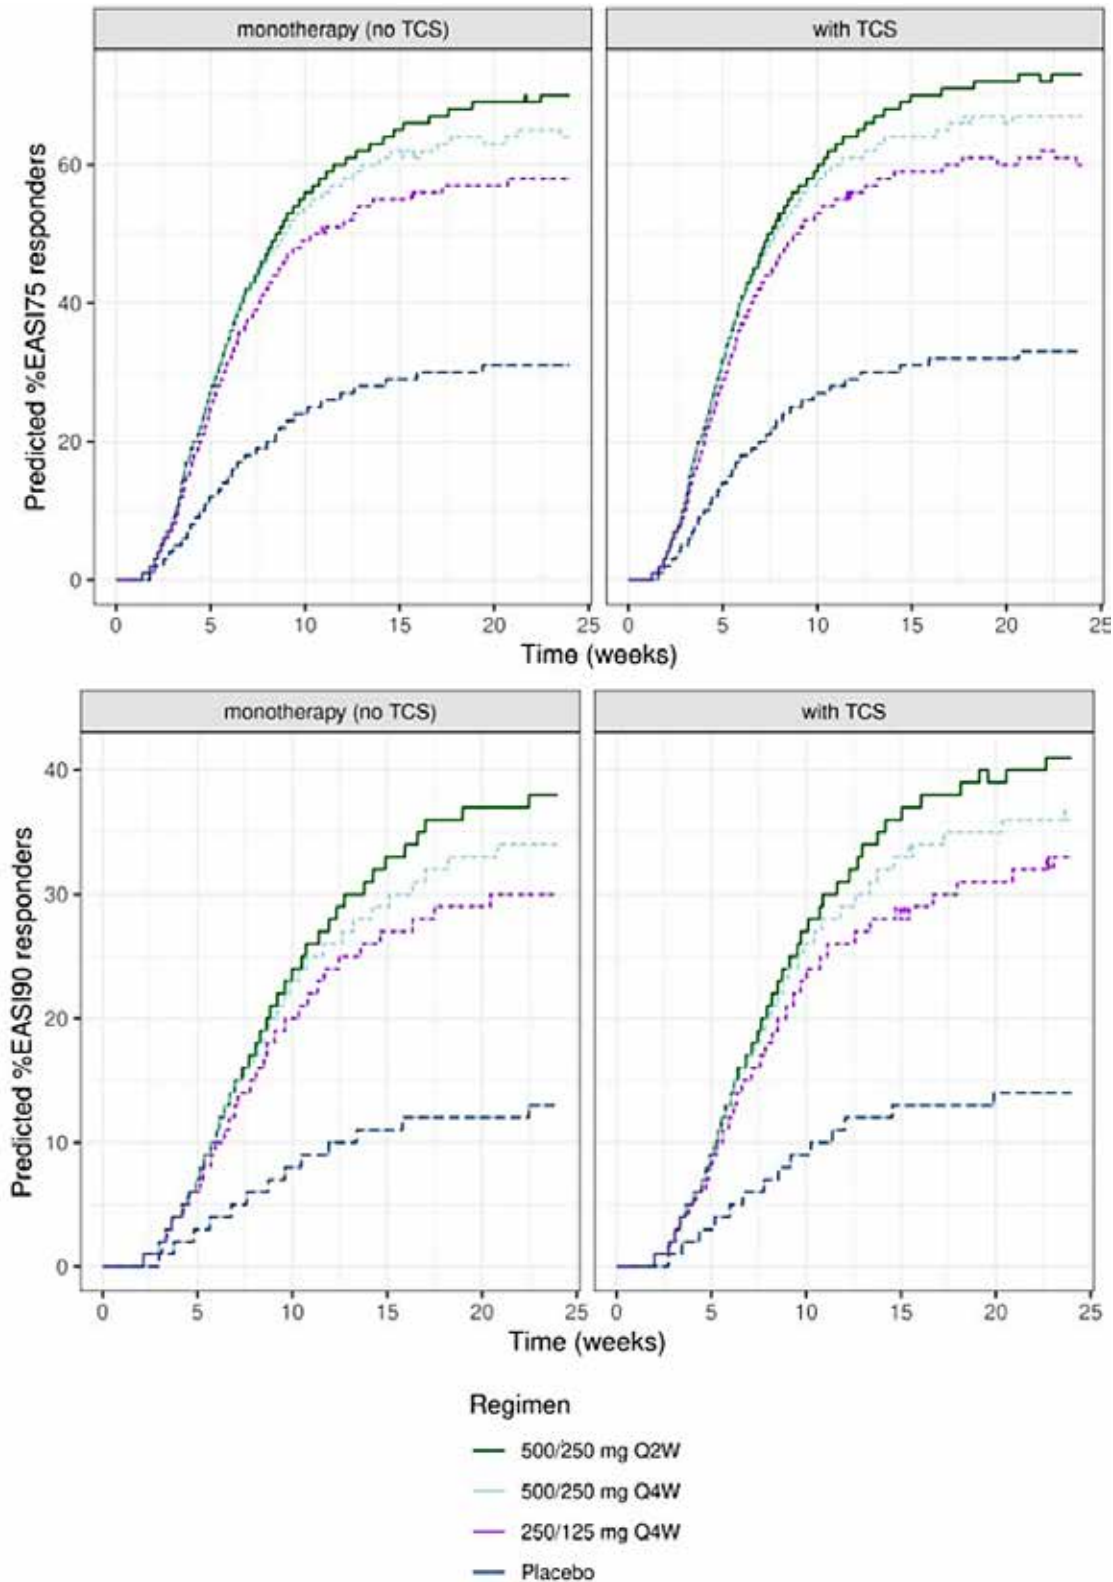 monotherapy (no TCS) with TCS
Predicted %EASI75 responders
60
40
20
0
0 5 10 15 20 25 0 5 10 15 20 25
Time (weeks)
monotherapy (no TCS) with TCS
Predicted %EASI90 responders
40
30
20
10
0
0 5 10 15 20 25 0 5 10 15 20 25
Time (weeks)
Regimen
500/250 mg Q2W
500/250 mg Q4W
250/125 mg Q4W
Placebo